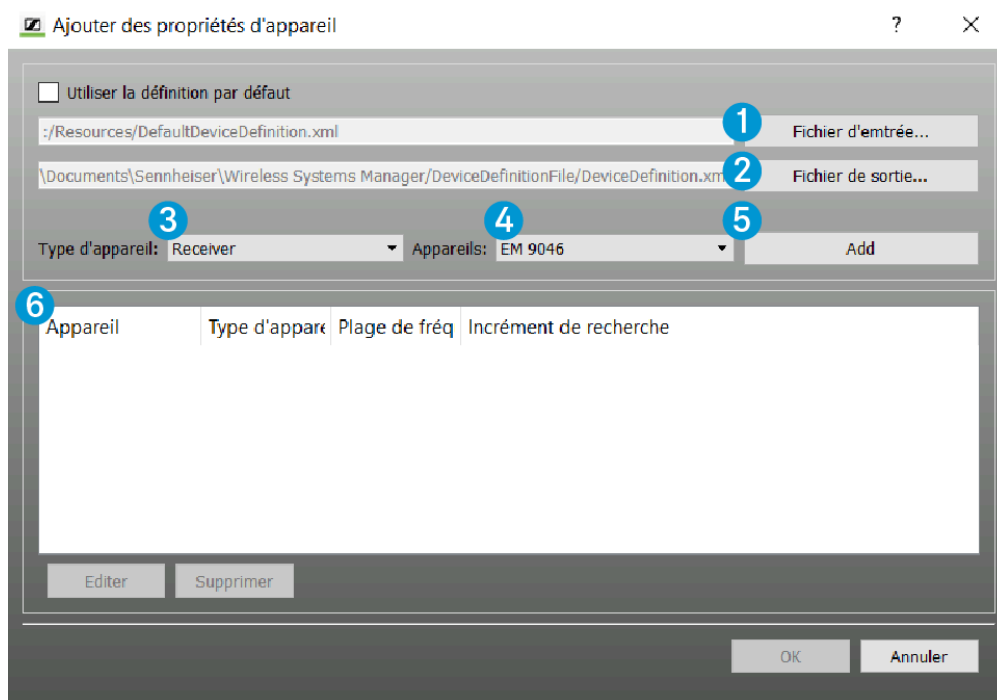 Ajouter des propriétés d'appareil ?
Utiliser la définition par défaut
:/Resources/DefaultDeviceDefinition.xml 1 Fichier d'emtrée...
\Documents\Sennheiser\Wireless Systems Manager/DeviceDefinitionFile/DeviceDefinition.xm 2 Fichier de sortie...
3 4 5
Type d'appareil: Receiver Appareils: EM 9046 Add
6
Appareil Type d'appare Plage de fréq Incrément de recherche
Editer Supprimer
OK Annuler